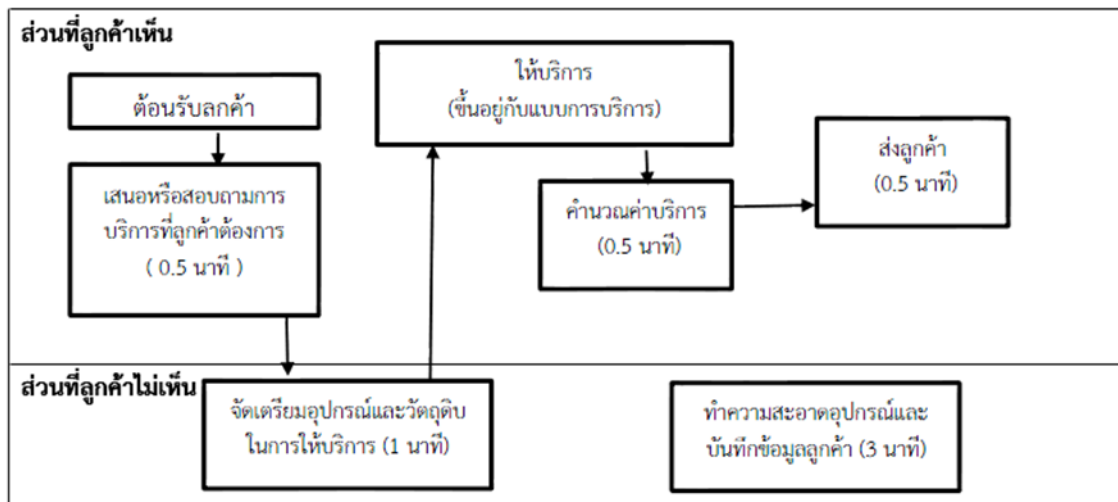 ส่วนที่ลูกค้าเห็น
ต้อนรับลกค้า
เสนอหรือสอบถามการ
บริการที่ลูกค้าต้องการ
( 0.5 นาที )
ให้บริการ
(ขึ้นอยู่กับแบบการบริการ)
คำนวณค่าบริการ
(0.5 นาที)
ส่งลูกค้า
(0.5 นาที)
ส่วนที่ลูกค้าไม่เห็น
จัดเตรียมอุปกรณ์และวัตถุดิบ
ในการให้บริการ (1 นาที)
ทำความสะอาดอุปกรณ์และ
บันทึกข้อมูลลูกค้า (3 นาที)